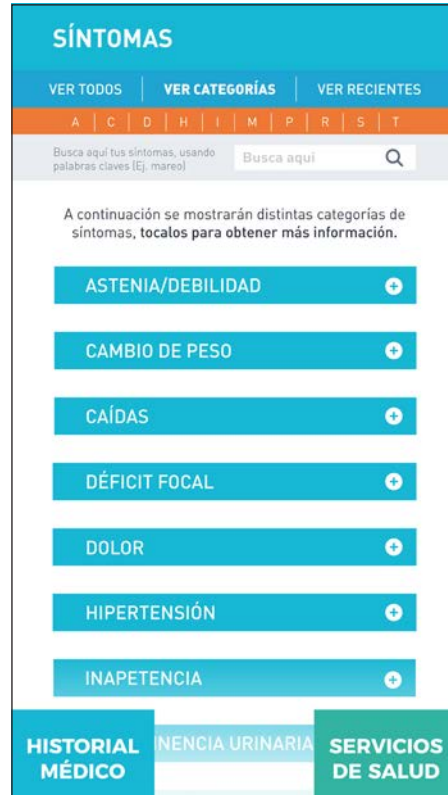 SÍNTOMAS
VER TODOS | VER CATEGORÍAS | VER RECIENTES
A | C | D | H | I | M | P | R | S | T
Busca aquí tus síntomas, usando
palabras claves (Ej. mareo)
Busca aquí
A continuación se mostrarán distintas categorías de
síntomas, tocalos para obtener más información.
ASTENIA/DEBILIDAD
CAMBIO DE PESO
CAÍDAS
DÉFICIT FOCAL
DOLOR
HIPERTENSIÓN
INAPETENCIA
NENCIA URINARIA
HISTORIAL
MÉDICO
SERVICIOS
DE SALUD